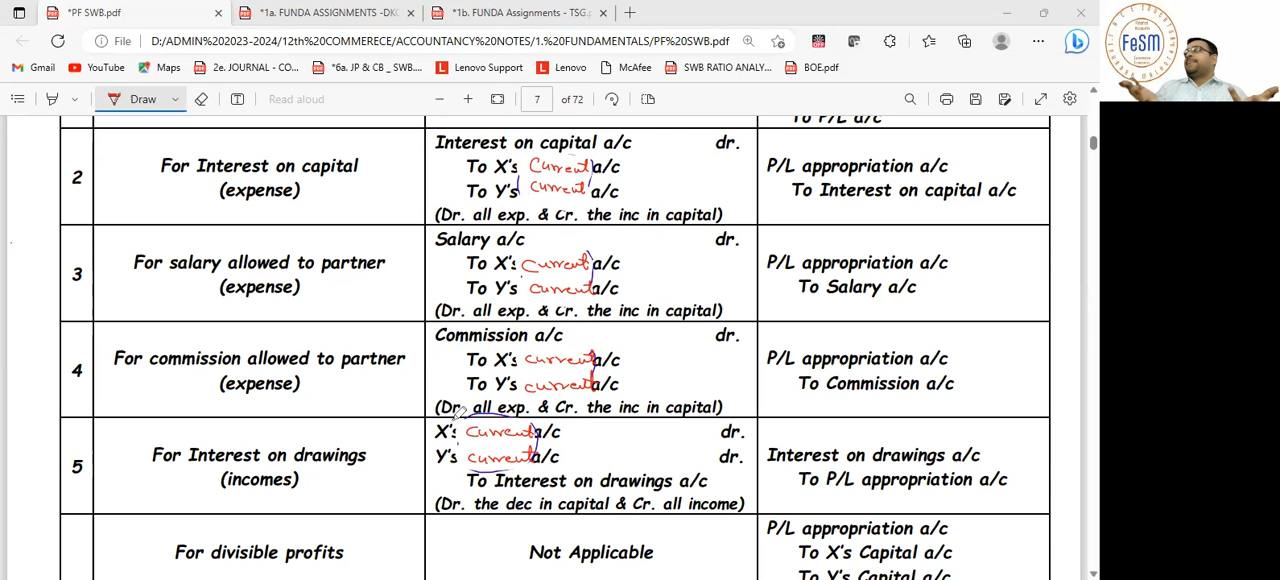 *PF SWB.pdf
*1a. FUNDA ASSIGNMENTS -DK
*1b. FUNDA Assignments - TSG.
File D:/ADMIN%202023-2024/12th%20COMMERCE/ACCOUNTANCE%20NOTES/1.%20FUNDAMENTALS/PF%20SWB.pdf
Gmail YouTube Maps 2e. JOURNAL - CO... *6a. JP & CB _ SWB.... Lenovo Support Lenovo McAfee SWB RATIO ANALY... BOE.pdf
Draw Read aloud 7 of 72
FeSM
To P/L a/c
2
For Interest on capital
(expense)
Interest on capital a/c dr.
To X's Current a/c
To Y's Current a/c
(Dr. all exp. & Cr. the inc in capital)
P/L appropriation a/c
To Interest on capital a/c
3
For salary allowed to partner
(expense)
Salary a/c dr.
To X's Current a/c
To Y's current a/c
(Dr. all exp. & Cr. the inc in capital)
P/L appropriation a/c
To Salary a/c
4
For commission allowed to partner
(expense)
Commission a/c dr.
To X's current a/c
To Y's current a/c
(Dr. all exp. & Cr. the inc in capital)
P/L appropriation a/c
To Commission a/c
5
For Interest on drawings
(incomes)
X's Current a/c dr.
Y's current a/c dr.
To Interest on drawings a/c
(Dr. the dec in capital & Cr. all income)
Interest on drawings a/c
To P/L appropriation a/c
For divisible profits
Not Applicable
P/L appropriation a/c
To X's Capital a/c
To Y's Capital a/c